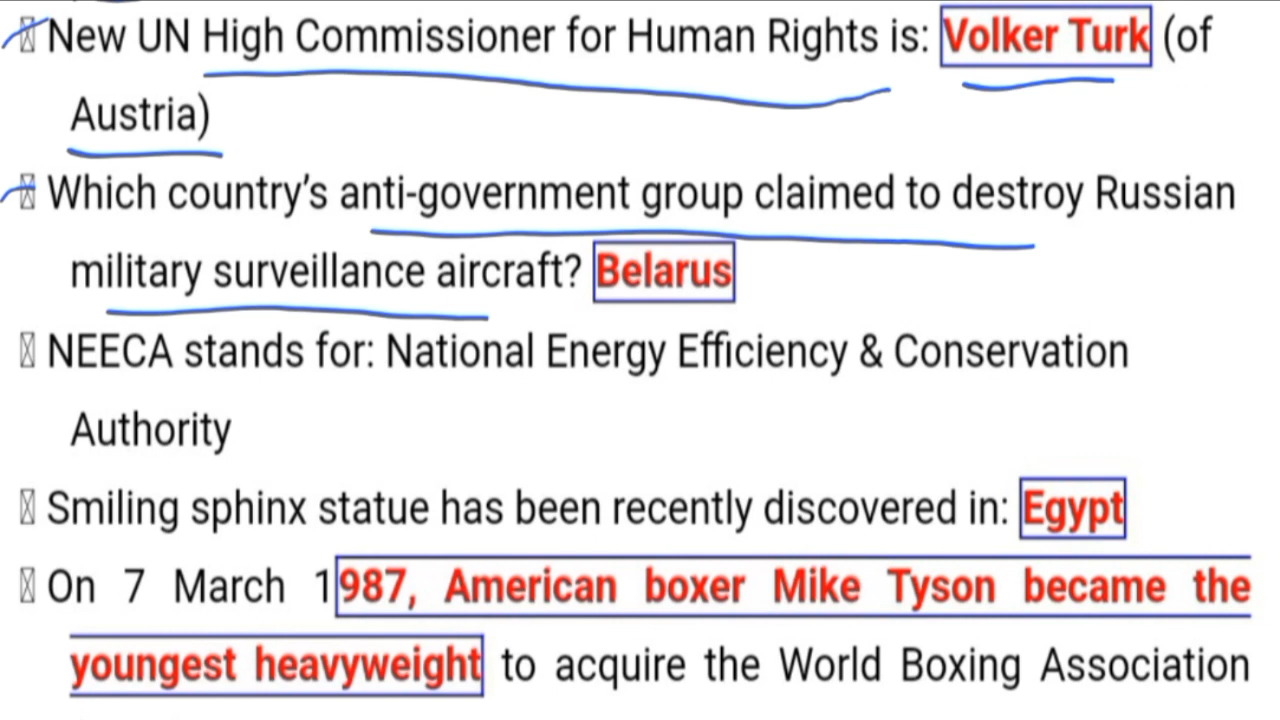 New UN High Commissioner for Human Rights is: Volker Turk (of
Austria)
Which country's anti-government group claimed to destroy Russian
military surveillance aircraft? Belarus
NEECA stands for: National Energy Efficiency & Conservation
Authority
Smiling sphinx statue has been recently discovered in: Egypt
On 7 March 1987, American boxer Mike Tyson became the
youngest heavyweight to acquire the World Boxing Association